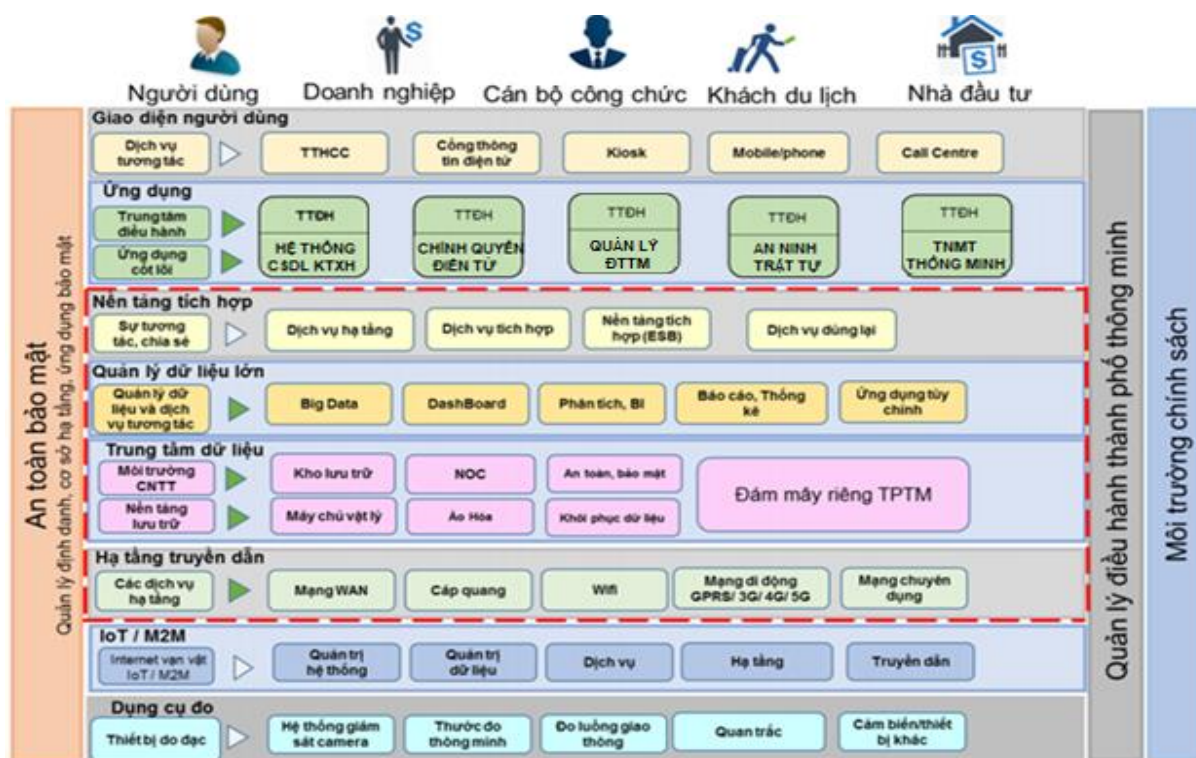 Người dùng
Doanh nghiệp
Cán bộ công chức
Khách du lịch
Nhà đầu tư
An toàn bảo mật
Quản lý định danh, cơ sở hạ tầng, ứng dụng bảo mật
Giao diện người dùng
Dịch vụ
tương tác
TTHCC
Cổng thông
tin điện tử
Kiosk
Mobile/phone
Call Centre
Ứng dụng
Trung tâm
điều hành
Ứng dụng
cốt lõi
TTĐH
HỆ THỐNG
CSDL KTXH
TTĐH
CHÍNH QUYỀN
ĐIỆN TỬ
TTĐH
QUẢN LÝ
ĐTTM
TTĐH
AN NINH
TRẬT TỰ
TTĐH
TNMT
THÔNG MINH
Nền tảng tích hợp
Sự tương
tác, chia sẻ
Dịch vụ hạ tầng
Dịch vụ tích hợp
Nền tảng tích
hợp (ESB)
Dịch vụ dùng lại
Quản lý dữ liệu lớn
Quản lý dữ
liệu và dịch
vụ tương tác
Big Data
DashBoard
Phân tích, BI
Báo cáo, Thống
kê
Ứng dụng tùy
chỉnh
Trung tâm dữ liệu
Môi trường
CNTT
Nền tảng
lưu trữ
Kho lưu trữ
NOC
An toàn, bảo mật
Máy chủ vật lý
Ảo Hóa
Khôi phục dữ liệu
Đám mây riêng TPTM
Hạ tầng truyền dẫn
Các dịch vụ
hạ tầng
Mạng WAN
Cáp quang
Wifi
Mạng di động
GPRS/ 3G/ 4G/ 5G
Mạng chuyên
dụng
IoT / M2M
Internet vạn vật
IoT / M2M
Quản trị
hệ thống
Quản trị
dữ liệu
Dịch vụ
Hạ tầng
Truyền dẫn
Dụng cụ đo
Thiết bị đo đạc
Hệ thống giám
sát camera
Thước đo
thông minh
Đo luồng giao
thông
Quan trắc
Cảm biến/thiết
bị khác
Quản lý điều hành thành phố thông minh
Môi trường chính sách